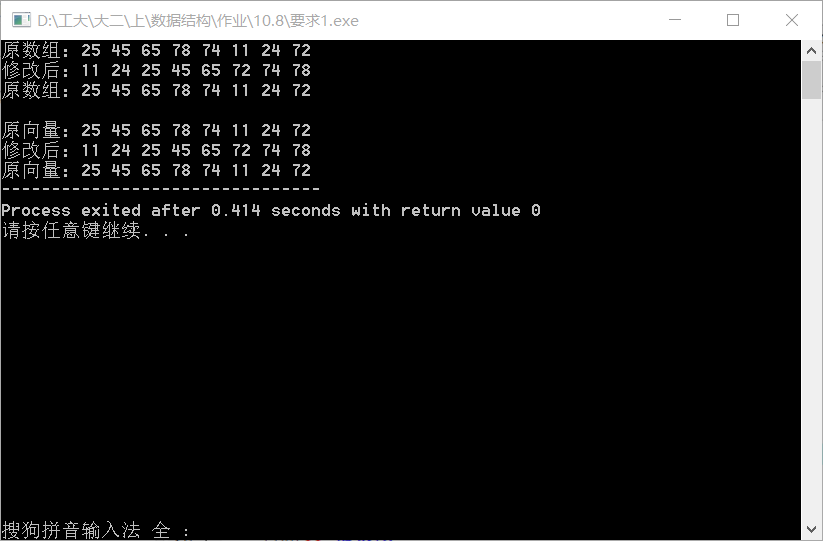 D:\工大\大二\上\数据结构\作业\10.8\要求1.exe
原数组: 25 45 65 78 74 11 24 72
修改后: 11 24 25 45 65 72 74 78
原数组: 25 45 65 78 74 11 24 72
原向量: 25 45 65 78 74 11 24 72
修改后: 11 24 25 45 65 72 74 78
原向量: 25 45 65 78 74 11 24 72
--------------------------------
Process exited after 0.414 seconds with return value 0
请按任意键继续. . .
搜狗拼音输入法 全 :